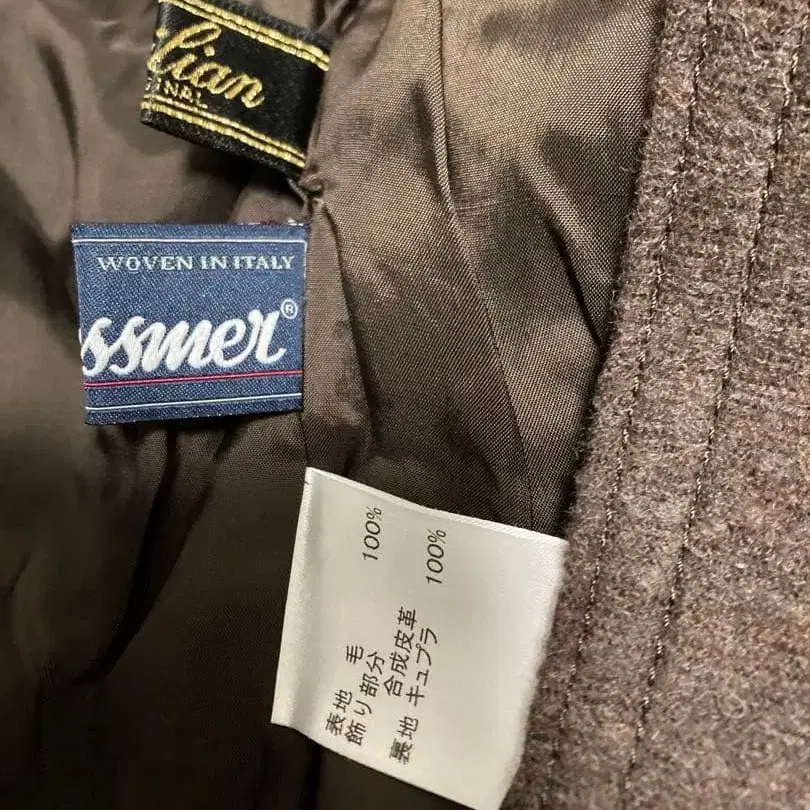 lian
INAL
WOVEN IN ITALY
ssmer®
表地 毛 100%
飾り部分 合成皮革
裏地 キュプラ 100%